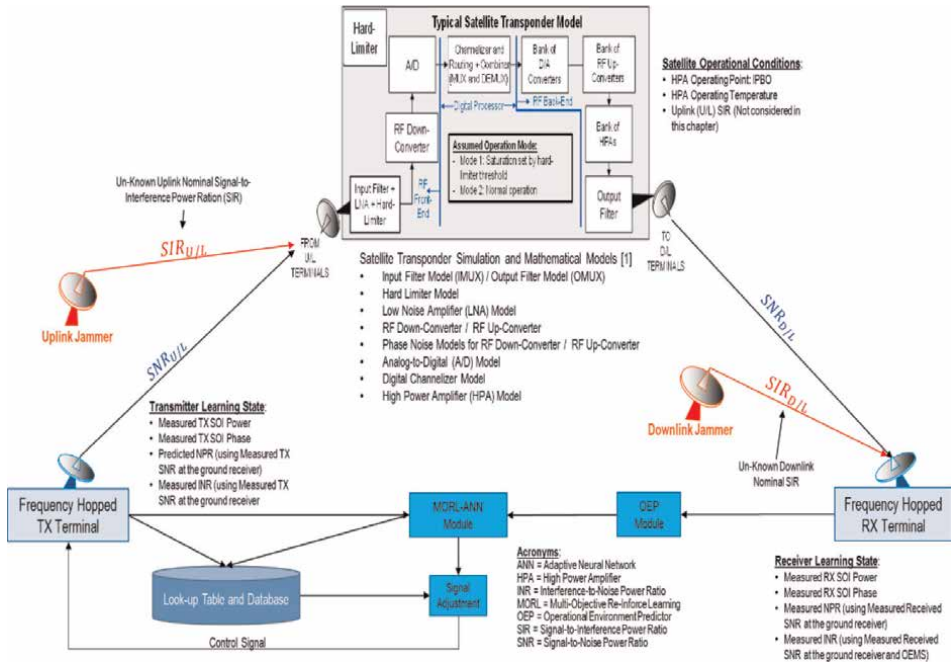 Hard-
Limiter
Typical Satellite Transponder Model
A/D
Channelizer and
Routing + Combiner
(IMUX and DEMUX)
Bank of
D/A
Converters
Bank of
RF Up-
Converters
Digital Processor
RF Back-End
RF Down-
Converter
Bank of
HPAs
Assumed Operation Mode:
- Mode 1: Saturation set by hard-
limiter threshold
- Mode 2: Normal operation
Input Filter +
LNA + Hard-
Limiter
RF
Front-
End
Output
Filter
Satellite Operational Conditions:
• HPA Operating Point: IPBO
• HPA Operating Temperature
• Uplink (U/L) SIR (Not considered in
this chapter)
Un-Known Uplink Nominal Signal-to-
Interference Power Ration (SIR)
SIR U/L
FROM
U/L
TERMINALS
TO
D/L
TERMINALS
Uplink Jammer
SNR U/L
SNR D/L
Satellite Transponder Simulation and Mathematical Models [1]
• Input Filter Model (IMUX) / Output Filter Model (OMUX)
• Hard Limiter Model
• Low Noise Amplifier (LNA) Model
• RF Down-Converter / RF Up-Converter
• Phase Noise Models for RF Down-Converter / RF Up-Converter
• Analog-to-Digital (A/D) Model
• Digital Channelizer Model
• High Power Amplifier (HPA) Model
SIR D/L
Downlink Jammer
Un-Known Downlink
Nominal SIR
Transmitter Learning State:
• Measured TX SOI Power
• Measured TX SOI Phase
• Predicted NPR (using Measured TX
SNR at the ground receiver)
• Measured INR (using Measured TX
SNR at the ground receiver
Frequency Hopped
TX Terminal
MORL-ANN
Module
OEP
Module
Frequency Hopped
RX Terminal
Look-up Table and Database
Signal
Adjustment
Control Signal
Acronyms:
ANN = Adaptive Neural Network
HPA = High Power Amplifier
INR = Interference-to-Noise Power Ratio
MORL = Multi-Objective Re-Inforce Learning
OEP = Operational Environment Predictor
SIR = Signal-to-Interference Power Ratio
SNR = Signal-to-Noise Power Ratio
Receiver Learning State:
• Measured RX SOI Power
• Measured RX SOI Phase
• Measured NPR (using Measured Received
SNR at the ground receiver)
• Measured INR (using Measured Received
SNR at the ground receiver and OEMS)